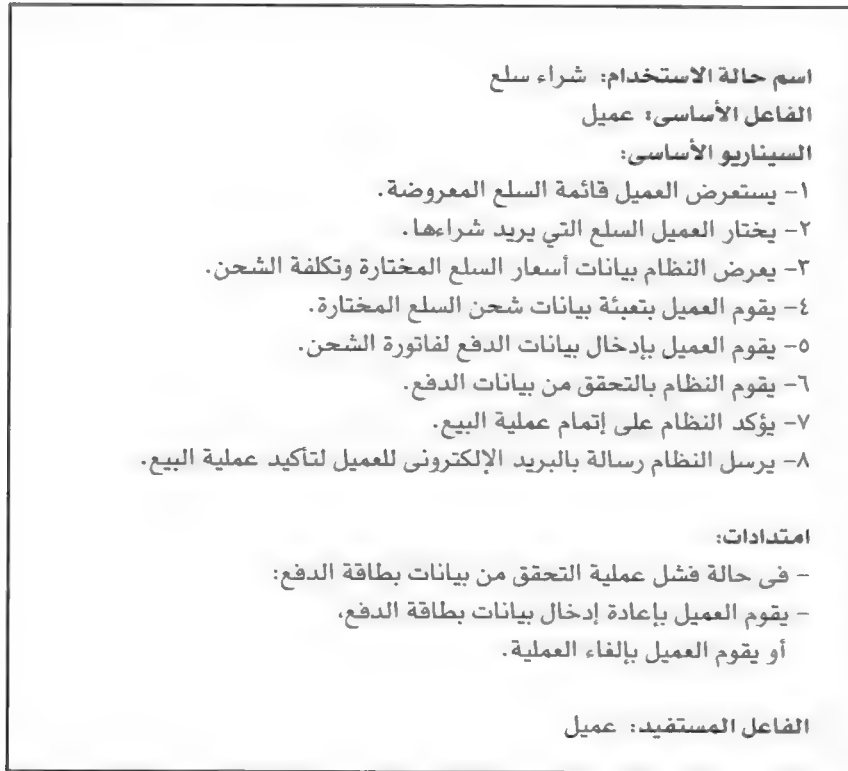 اسم حالة الاستخدام: شراء سلع
الفاعل الأساسى: عميل
السيناريو الأساسى:
١- يستعرض العميل قائمة السلع المعروضة.
٢- يختار العميل السلع التي يريد شراءها.
٣- يعرض النظام بيانات أسعار السلع المختارة وتكلفة الشحن.
٤- يقوم العميل بتعبئة بيانات شحن السلع المختارة.
٥- يقوم العميل بإدخال بيانات الدفع لفاتورة الشحن.
٦- يقوم النظام بالتحقق من بيانات الدفع.
٧- يؤكد النظام على إتمام عملية البيع.
٨- يرسل النظام رسالة بالبريد الإلكترونى للعميل لتأكيد عملية البيع.
امتدادات:
- فى حالة فشل عملية التحقق من بيانات بطاقة الدفع:
- يقوم العميل بإعادة إدخال بيانات بطاقة الدفع،
أو يقوم العميل بإلغاء العملية.
الفاعل المستفيد: عميل